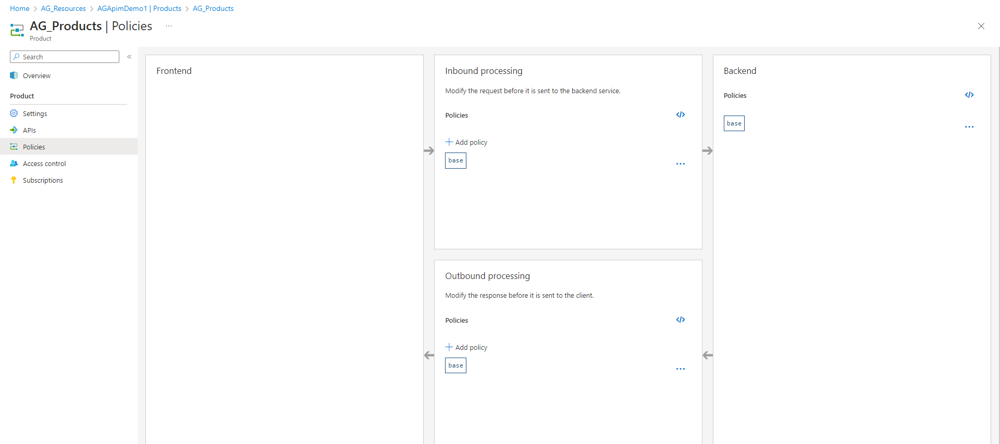 Home > AG_Resources > AGApimDemo1 | Products > AG_Products
AG_Products | Policies ...
Product
Search «
Overview
Product
Settings
APIs
Policies
Access control
Subscriptions
Frontend
Inbound processing
Modify the request before it is sent to the backend service.
Policies </>
+ Add policy
base ...
Outbound processing
Modify the response before it is sent to the client.
Policies </>
+ Add policy
base ...
Backend
Policies </>
base ...